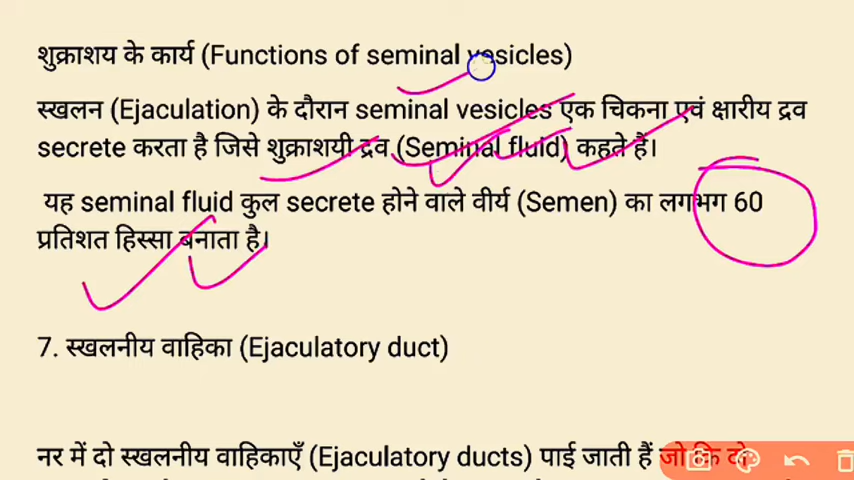 शुक्राशय के कार्य (Functions of seminal vesicles)
स्खलन (Ejaculation) के दौरान seminal vesicles एक चिकना एवं क्षारीय द्रव
secrete करता है जिसे शुक्राशयी द्रव (Seminal fluid) कहते हैं।
यह seminal fluid कुल secrete होने वाले वीर्य (Semen) का लगभग 60
प्रतिशत हिस्सा बनाता है।
7. स्खलनीय वाहिका (Ejaculatory duct)
नर में दो स्खलनीय वाहिकाएँ (Ejaculatory ducts) पाई जाती हैं जो कि दो